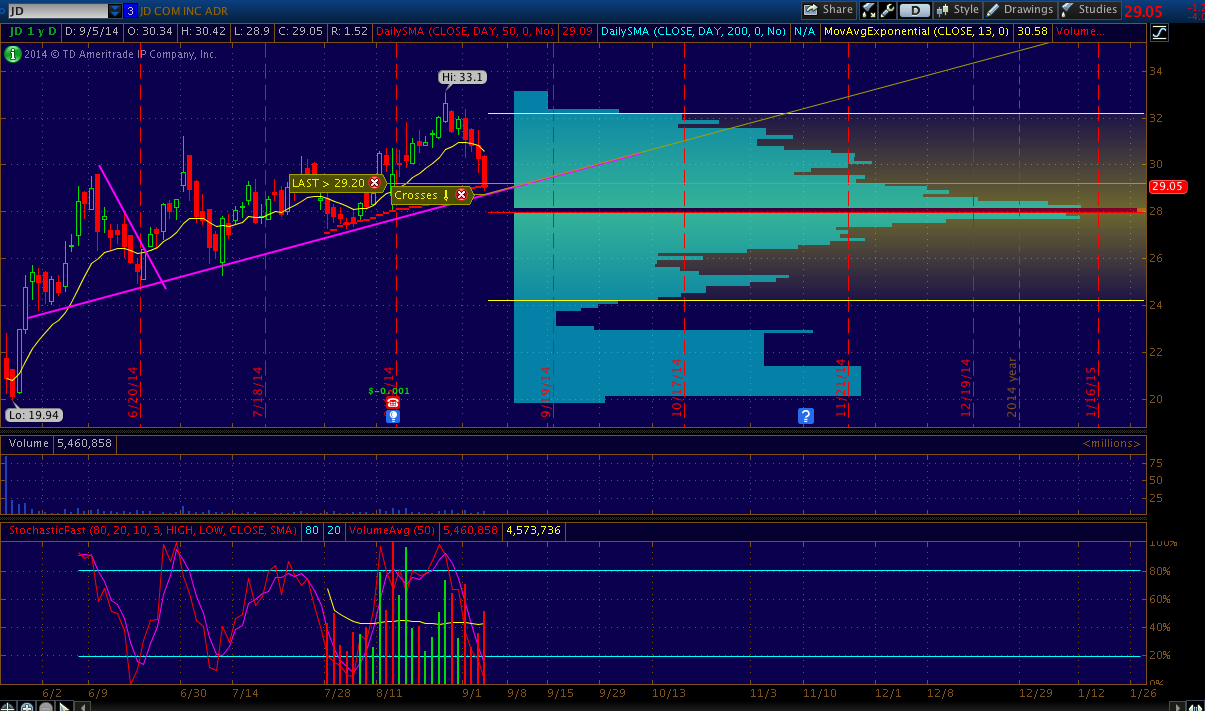 JD 3 JD COM INC ADR Share D Style Drawings Studies 29.05
JD 1 y D D: 9/5/14 O: 30.34 H: 30.42 L: 28.9 C: 29.05 R: 1.52 DailySMA (CLOSE, DAY, 50, 0, No) 29.09 DailySMA (CLOSE, DAY, 200, 0, No) N/A MovAvgExponential (CLOSE, 13, 0) 30.58 Volume...
2014 © TD Ameritrade IP Company, Inc.
Hi: 33.1
34
32
30
LAST > 29.20
Crosses
29.05
28
26
24
22
20
$-0.001
Lo: 19.94
6/20/14 7/18/14 9/19/14 10/17/14 11/21/14 12/19/14 2014 year 1/16/15
?
Volume 5,460,858 <millions>
75
50
25
StochasticFast (80, 20, 10, 3, HIGH, LOW, CLOSE, SMA) 80 20 VolumeAvg (50) 5,460,858 4,573,736
100%
80%
60%
40%
20%
0%
6/2 6/9 6/30 7/14 7/28 8/11 9/1 9/8 9/15 9/29 10/13 11/3 11/10 12/1 12/8 12/29 1/12 1/26